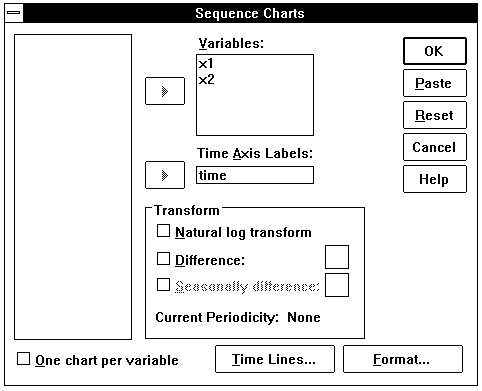 Sequence Charts
Variables:
x1
x2
Time Axis Labels:
time
Transform
Natural log transform
Difference:
Seasonally difference:
Current Periodicity: None
One chart per variable
Time Lines...
Format...
OK
Paste
Reset
Cancel
Help